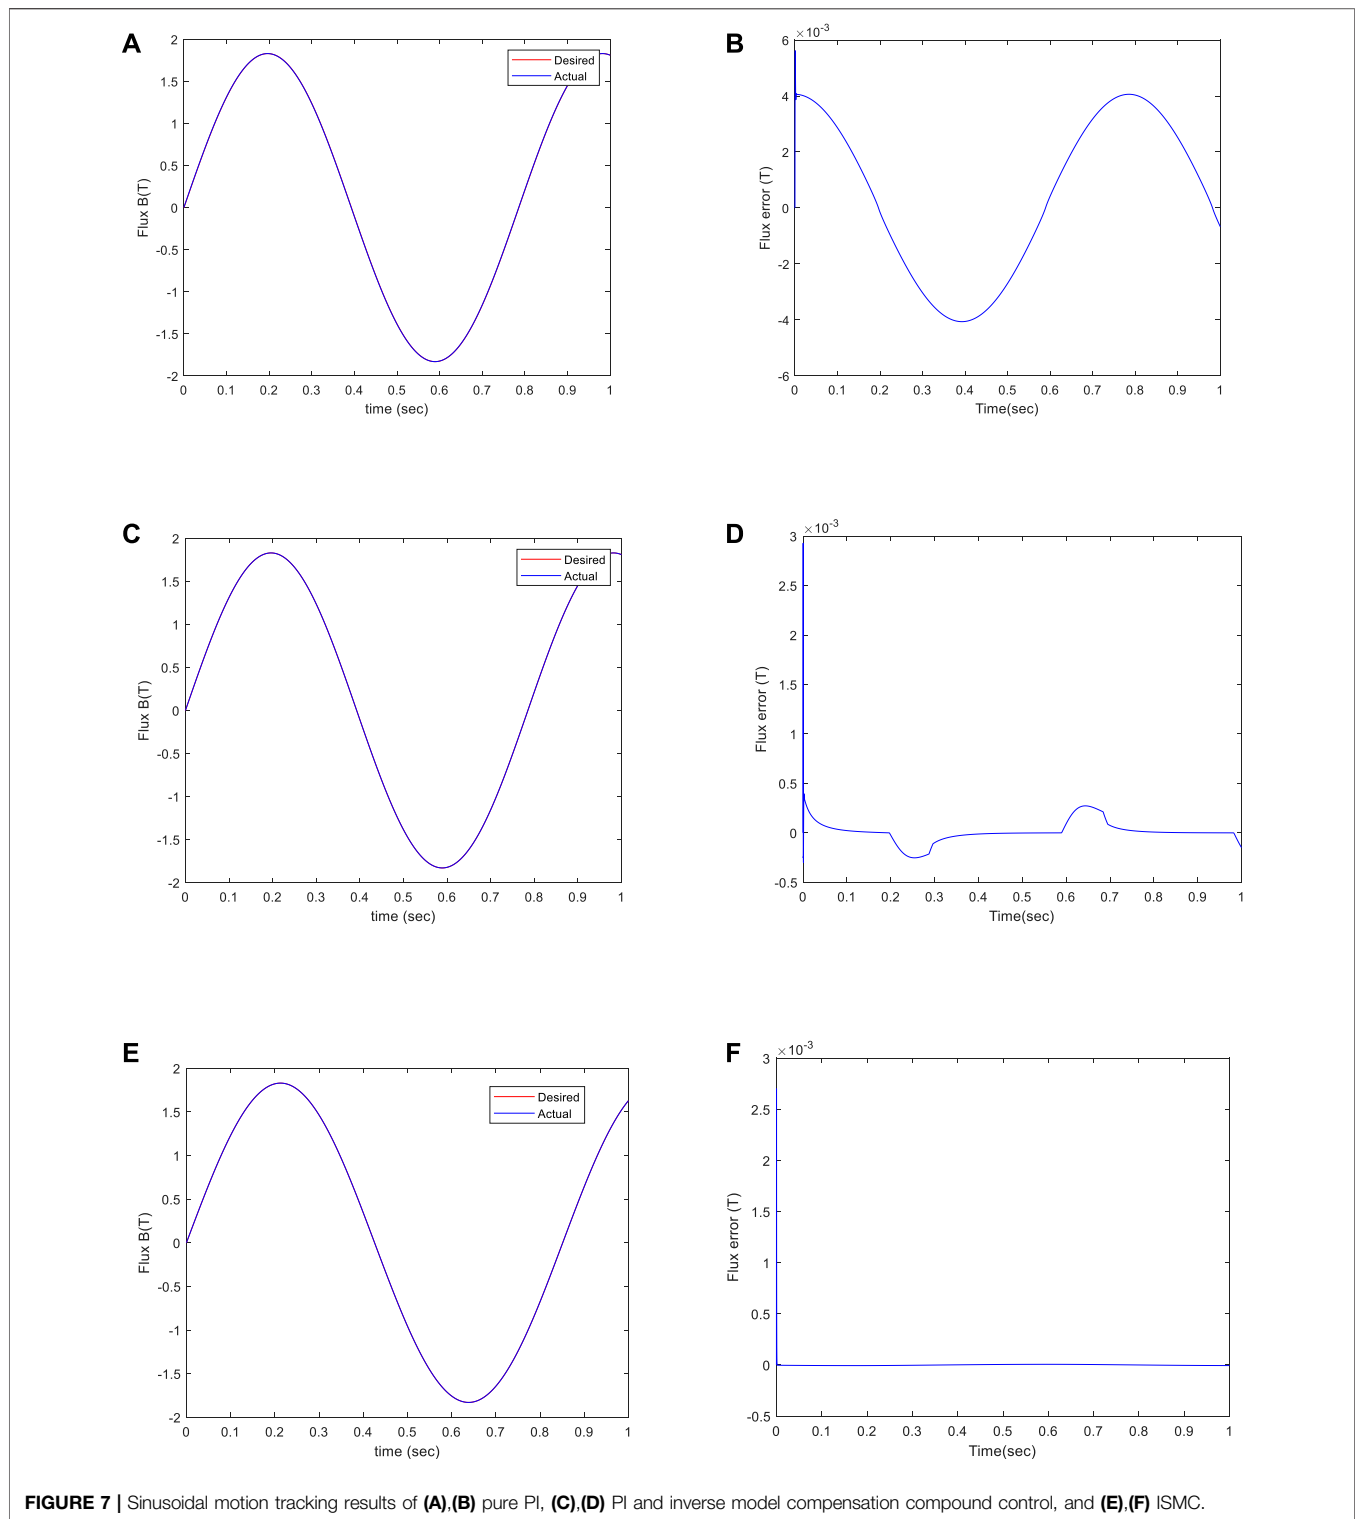 A
2
1.5
1
0.5
0
-0.5
-1
-1.5
-2
Flux B(T)
Desired
Actual
0 0.1 0.2 0.3 0.4 0.5 0.6 0.7 0.8 0.9 1
time (sec)
B
×10-3
6
4
2
0
-2
-4
-6
Flux error (T)
0 0.1 0.2 0.3 0.4 0.5 0.6 0.7 0.8 0.9 1
Time(sec)
C
2
1.5
1
0.5
0
-0.5
-1
-1.5
-2
Flux B(T)
Desired
Actual
0 0.1 0.2 0.3 0.4 0.5 0.6 0.7 0.8 0.9 1
time (sec)
D
×10-3
3
2.5
2
1.5
1
0.5
0
-0.5
Flux error (T)
0 0.1 0.2 0.3 0.4 0.5 0.6 0.7 0.8 0.9 1
Time(sec)
E
2
1.5
1
0.5
0
-0.5
-1
-1.5
-2
Flux B(T)
Desired
Actual
0 0.1 0.2 0.3 0.4 0.5 0.6 0.7 0.8 0.9 1
time (sec)
F
×10-3
3
2.5
2
1.5
1
0.5
0
-0.5
Flux error (T)
0 0.1 0.2 0.3 0.4 0.5 0.6 0.7 0.8 0.9 1
Time(sec)
FIGURE 7 | Sinusoidal motion tracking results of (A),(B) pure PI, (C),(D) PI and inverse model compensation compound control, and (E),(F) ISMC.